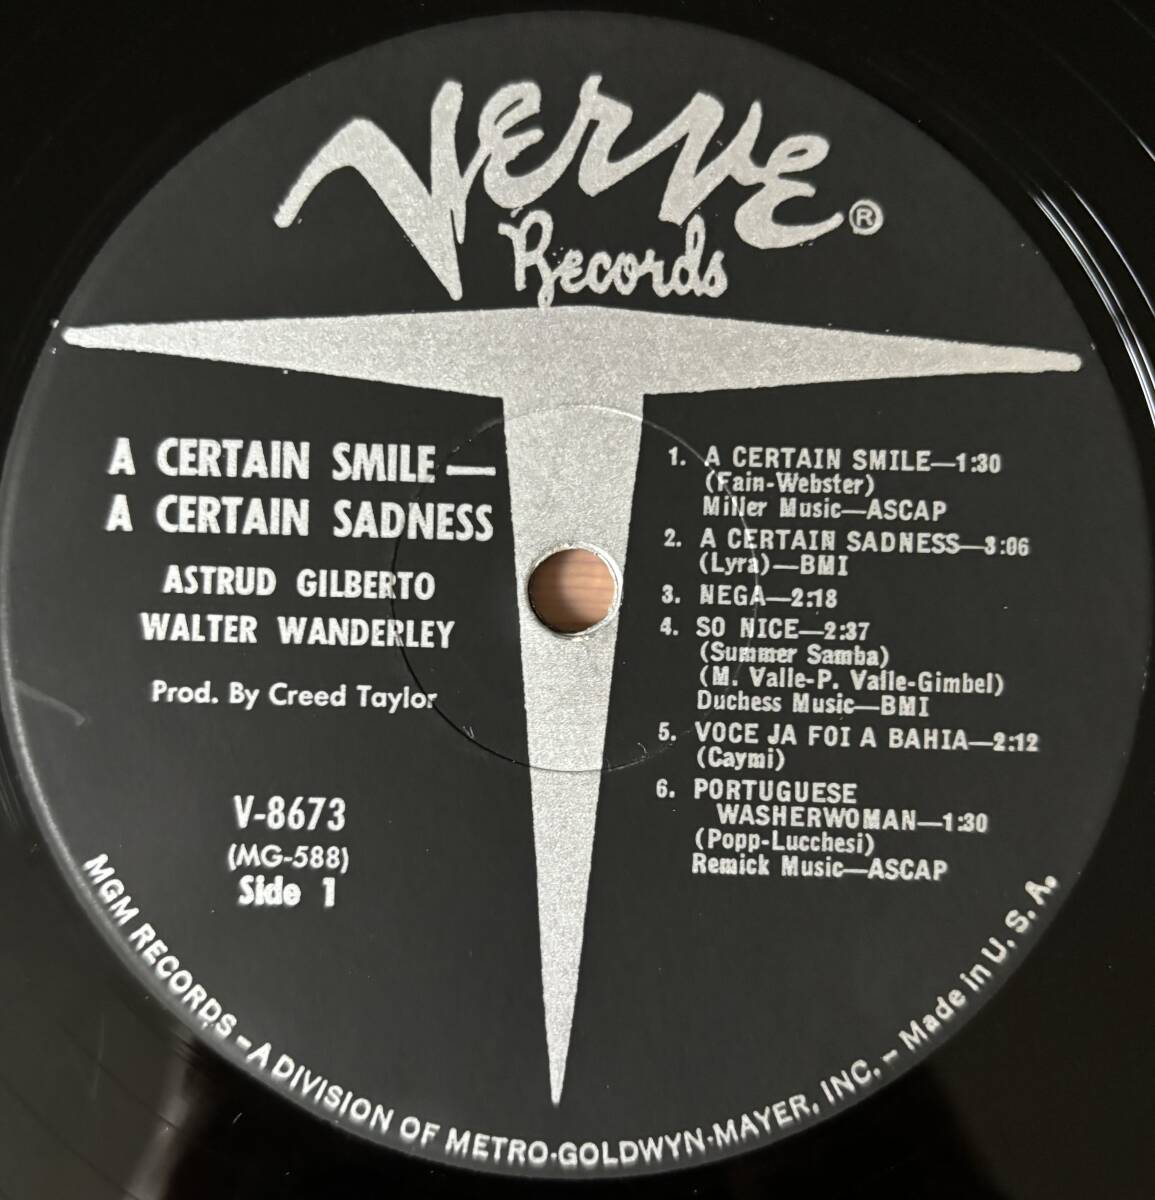 Verve ®
Records
A CERTAIN SMILE—
A CERTAIN SADNESS
ASTRUD GILBERTO
WALTER WANDERLEY
Prod. By Creed Taylor
V-8673
(MG-588)
Side 1
1. A CERTAIN SMILE—1:30
(Fain-Webster)
Miller Music—ASCAP
2. A CERTAIN SADNESS—3:06
(Lyra)—BMI
3. NEGA—2:18
4. SO NICE—2:37
(Summer Samba)
(M. Valle-P. Valle-Gimbel)
Duchess Music—BMI
5. VOCE JA FOI A BAHIA—2:12
(Caymi)
6. PORTUGUESE
WASHERWOMAN—1:30
(Popp-Lucchesi)
Remick Music—ASCAP
MGM RECORDS - A DIVISION OF METRO-GOLDWYN-MAYER, INC. - Made in U. S. A.